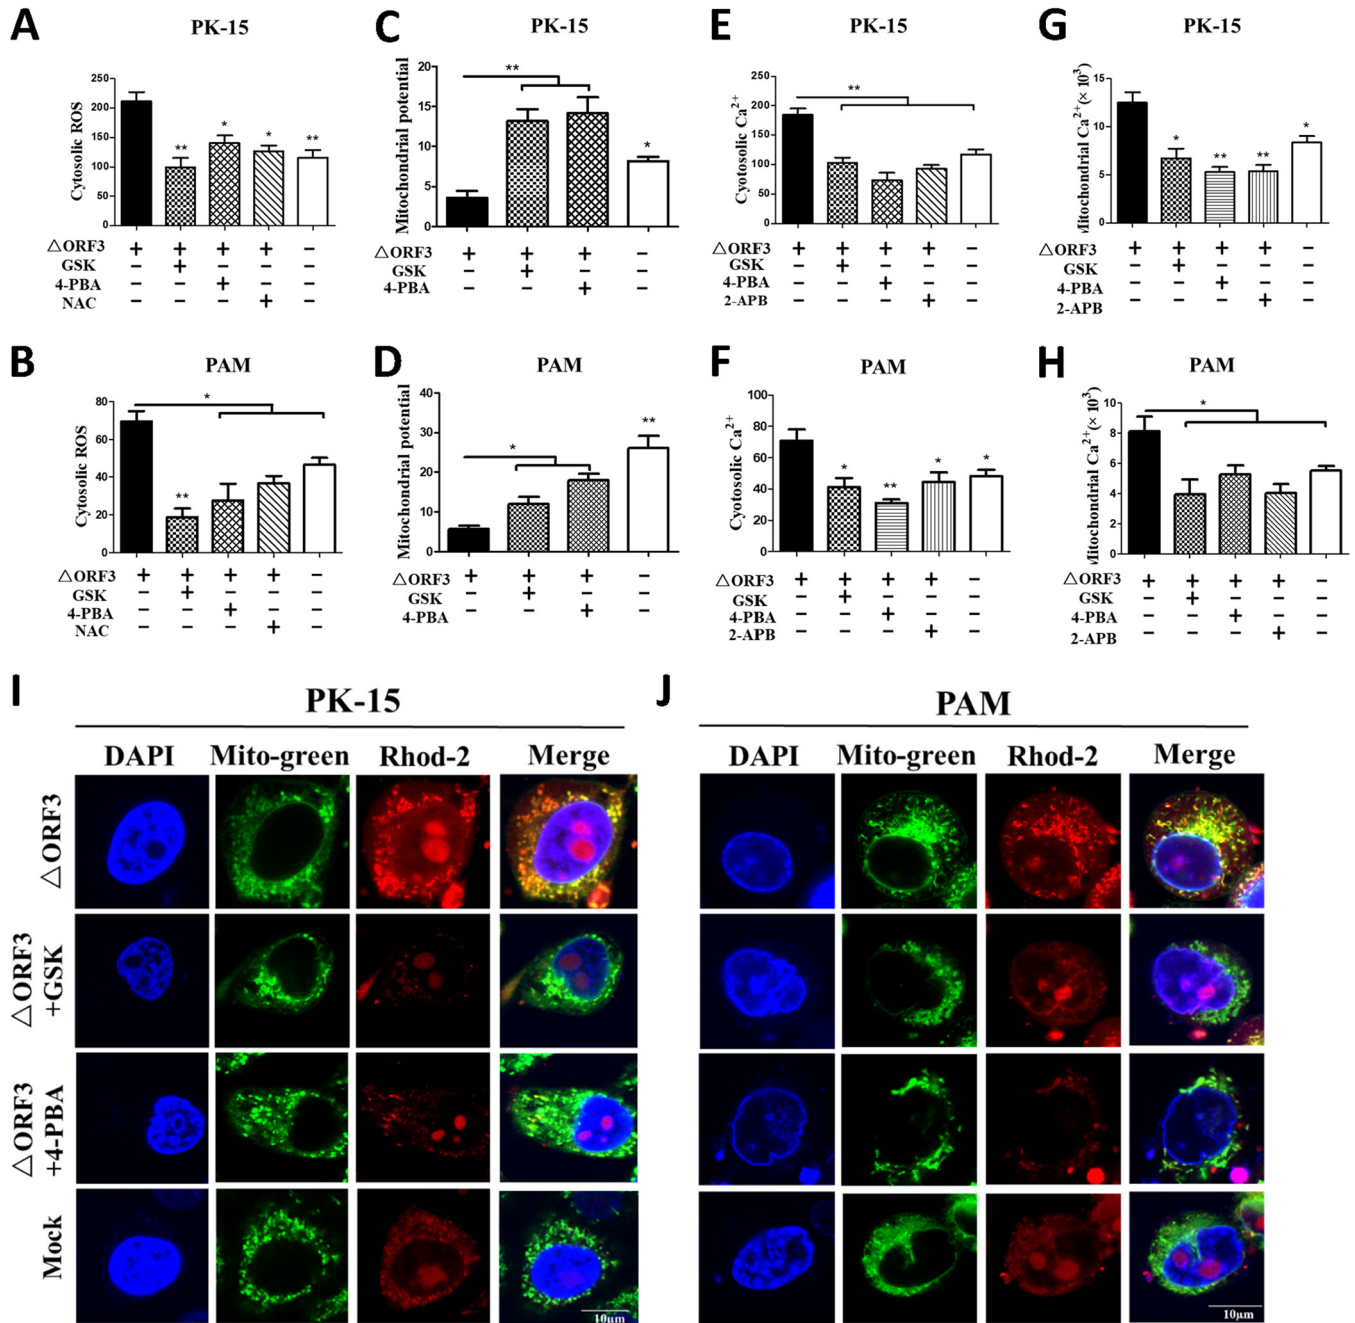 A
PK-15
Cytosolic ROS
250
200
150
100
50
0
** * * **
△ORF3 + + + + −
GSK − + − − −
4-PBA − − + − −
NAC − − − + −
C
PK-15
Mitochondrial potential
20
15
10
5
0
** *
△ORF3 + + + −
GSK − + − −
4-PBA − − + −
E
PK-15
Cyotosolic Ca2+
250
200
150
100
50
0
**
△ORF3 + + + + −
GSK − + − − −
4-PBA − − + − −
2-APB − − − + −
G
PK-15
Mitochondrial Ca2+(× 10³)
15
10
5
0
* ** ** *
△ORF3 + + + + −
GSK − + − − −
4-PBA − − + − −
2-APB − − − + −
B
PAM
Cytosolic ROS
80
60
40
20
0
*
**
△ORF3 + + + + −
GSK − + − − −
4-PBA − − + − −
NAC − − − + −
D
PAM
Mitochondrial potential
40
30
20
10
0
* **
△ORF3 + + + −
GSK − + − −
4-PBA − − + −
F
PAM
Cyotosolic Ca2+
100
80
60
40
20
0
* ** * *
△ORF3 + + + + −
GSK − + − − −
4-PBA − − + − −
2-APB − − − + −
H
PAM
Mitochondrial Ca2+(× 10³)
10
8
6
4
2
0
*
△ORF3 + + + + −
GSK − + − − −
4-PBA − − + − −
2-APB − − − + −
I
PK-15
DAPI Mito-green Rhod-2 Merge
△ORF3
△ORF3
+GSK
△ORF3
+4-PBA
Mock
10μm
J
PAM
DAPI Mito-green Rhod-2 Merge
10μm